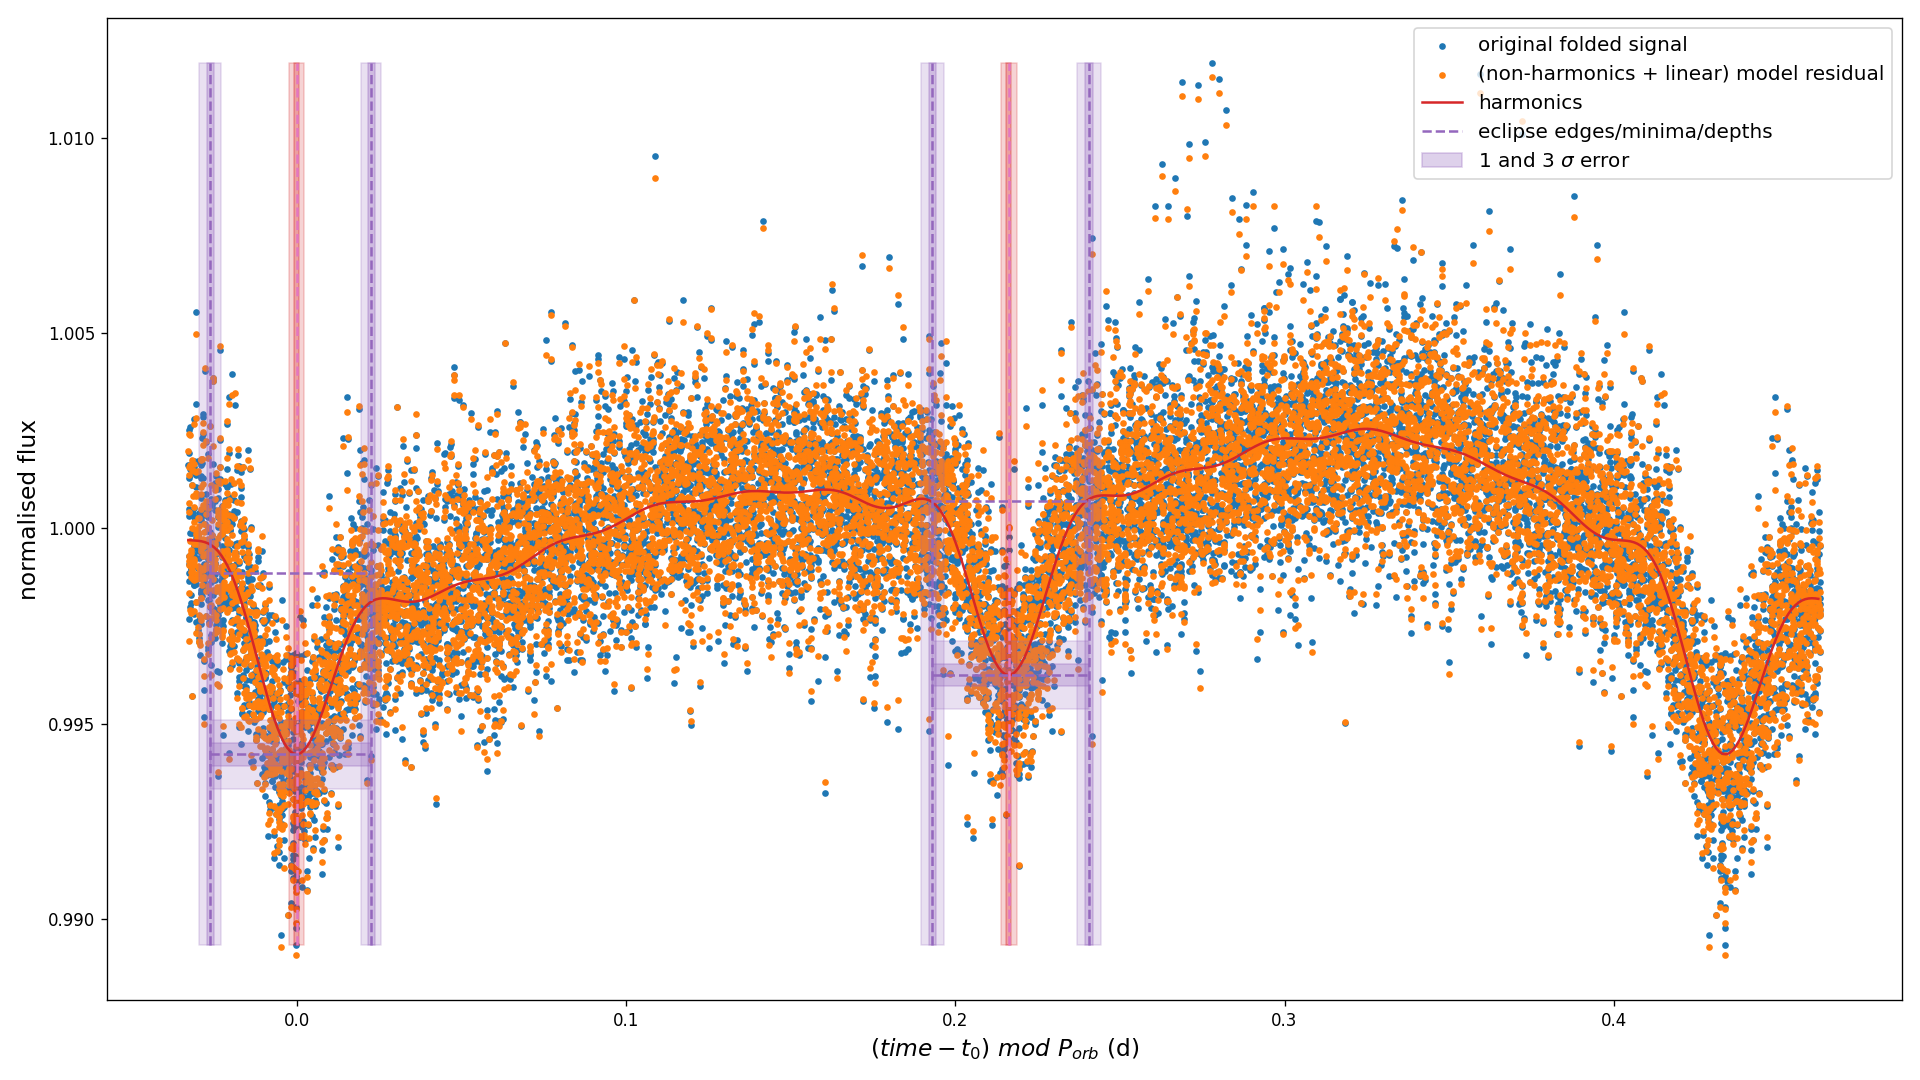 original folded signal
(non-harmonics + linear) model residual
harmonics
eclipse edges/minima/depths
1 and 3 σ error
1.010
1.005
1.000
0.995
0.990
normalised flux
0.0 0.1 0.2 0.3 0.4
(time − t₀) mod Pₒᵣb (d)